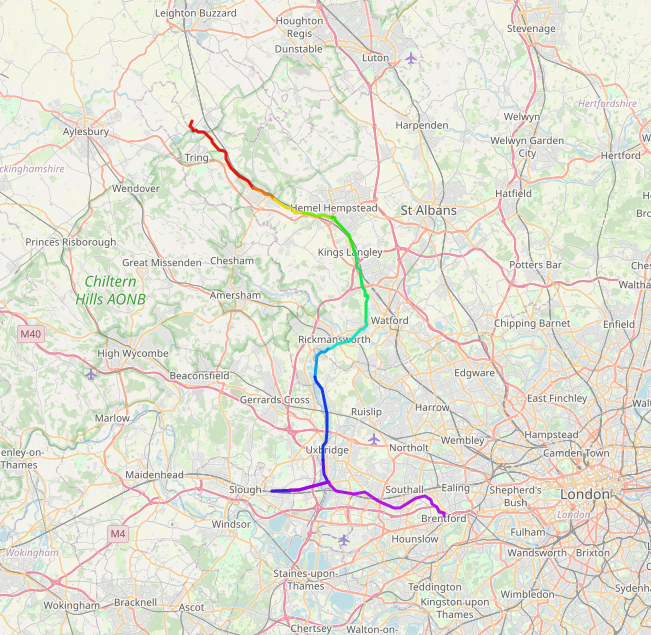 Leighton Buzzard
Houghton
Regis
Dunstable
Luton
Stevenage
Hertfordshire
Aylesbury
Harpenden
Welwyn
Welwyn Garden
City
Hertford
ckinghamshire
Tring
Wendover
Hatfield
Hemel Hempstead
St Albans
Ho
Bro
Princes Risborough
Great Missenden
Chesham
Kings Langley
Potters Bar
Ches
Waltha
Chiltern
Hills AONB
Amersham
Watford
Chipping Barnet
Enfield
M40
Rickmansworth
High Wycombe
Beaconsfield
Edgware
Gerrards Cross
Ruislip
Harrow
East Finchley
Walt
Marlow
Wembley
Hampstead
Camden Town
enley-on-
Thames
Uxbridge
Northolt
Maidenhead
Slough
Southall
Ealing
Shepherd's
Bush
London
London
M4
Windsor
Brentford
Hounslow
Fulham
Wandsworth
Brixton
Wokingham
Staines-upon-
Thames
Teddington
Kingston-upon-
Thames
Wimbledon
Sydenh
Wokingham
Bracknell
Ascot
Chertsey
Walton-on-